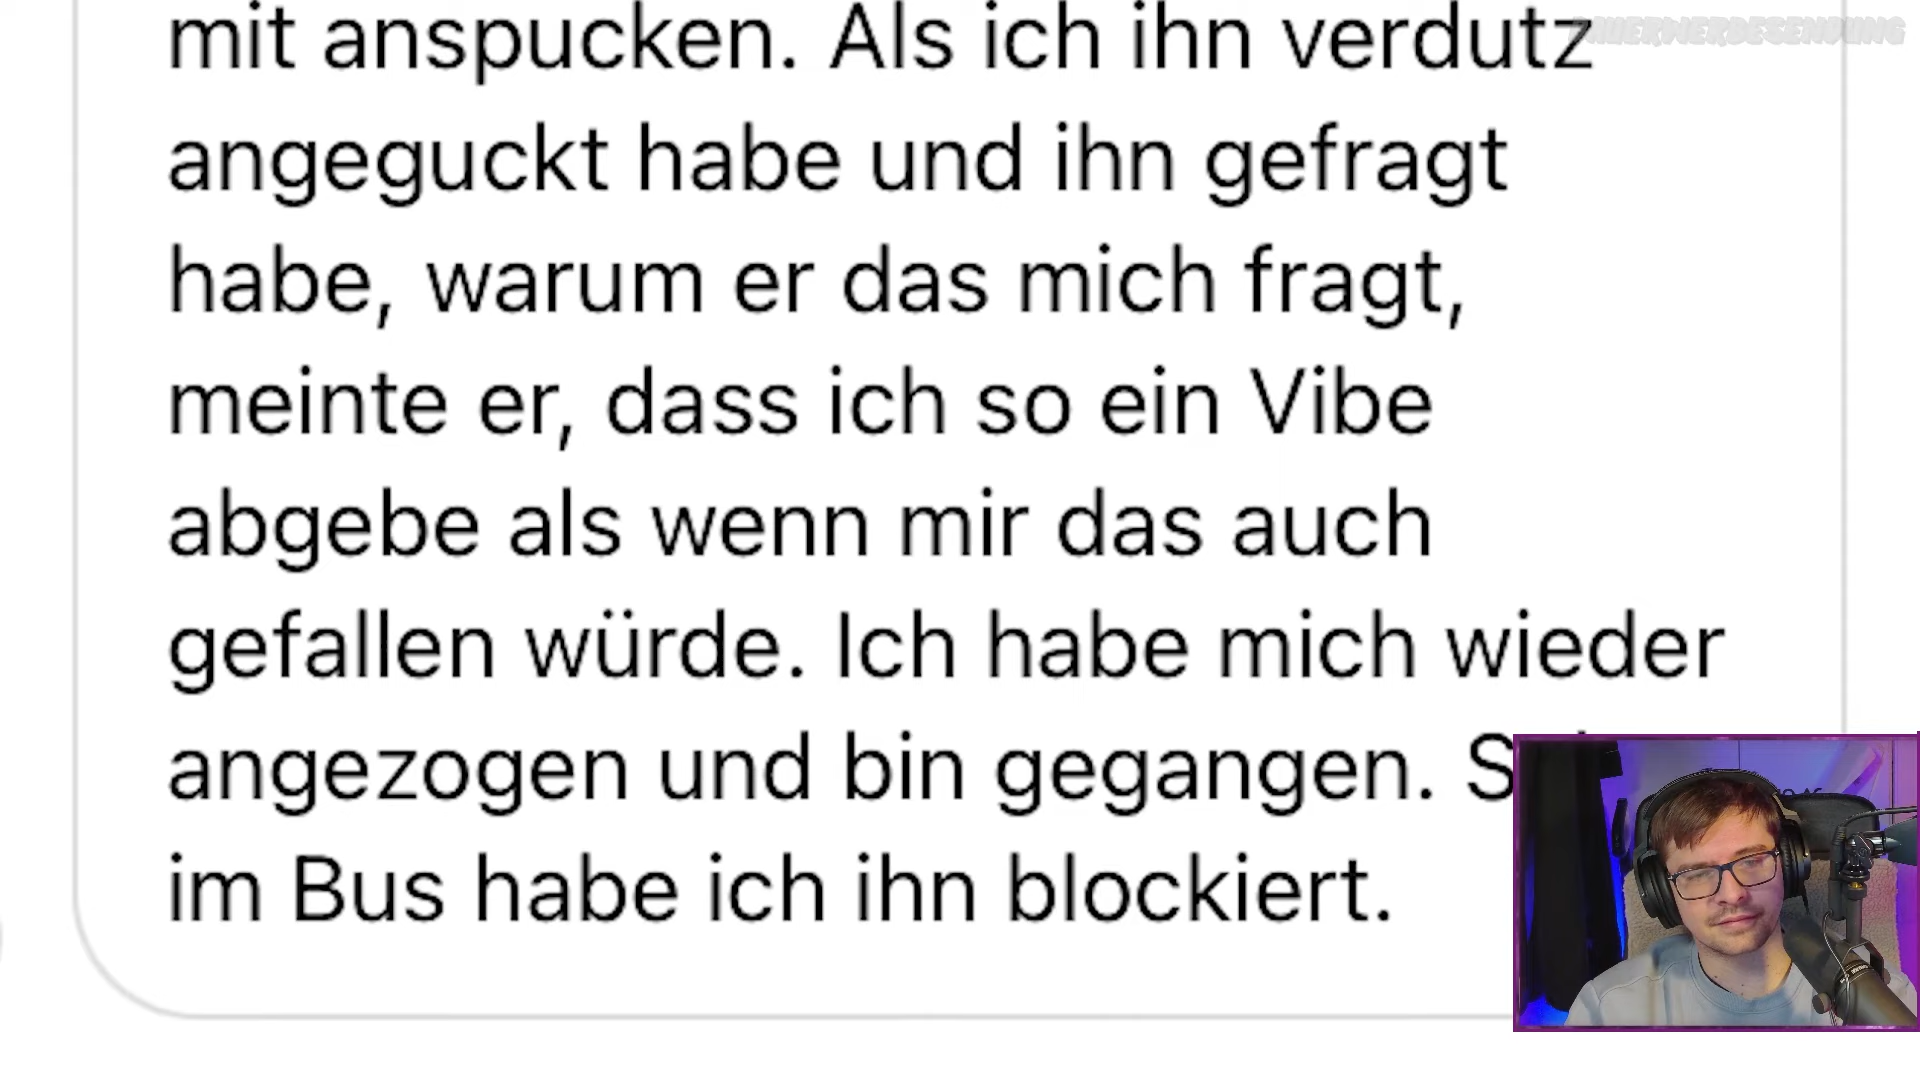 mit anspucken. Als ich ihn verdutz
DAUERWERBESENDUNG
angeguckt habe und ihn gefragt
habe, warum er das mich fragt,
meinte er, dass ich so ein Vibe
abgebe als wenn mir das auch
gefallen würde. Ich habe mich wieder
angezogen und bin gegangen.
im Bus habe ich ihn blockiert.